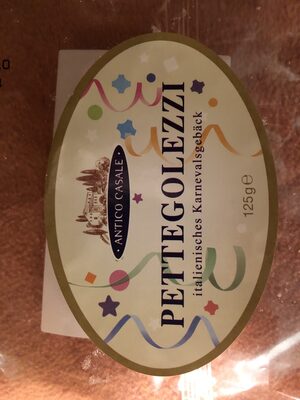 ANTICO CASALE
PETTEGOLEZZI
italienisches Karnevalsgebäck
125g ℮